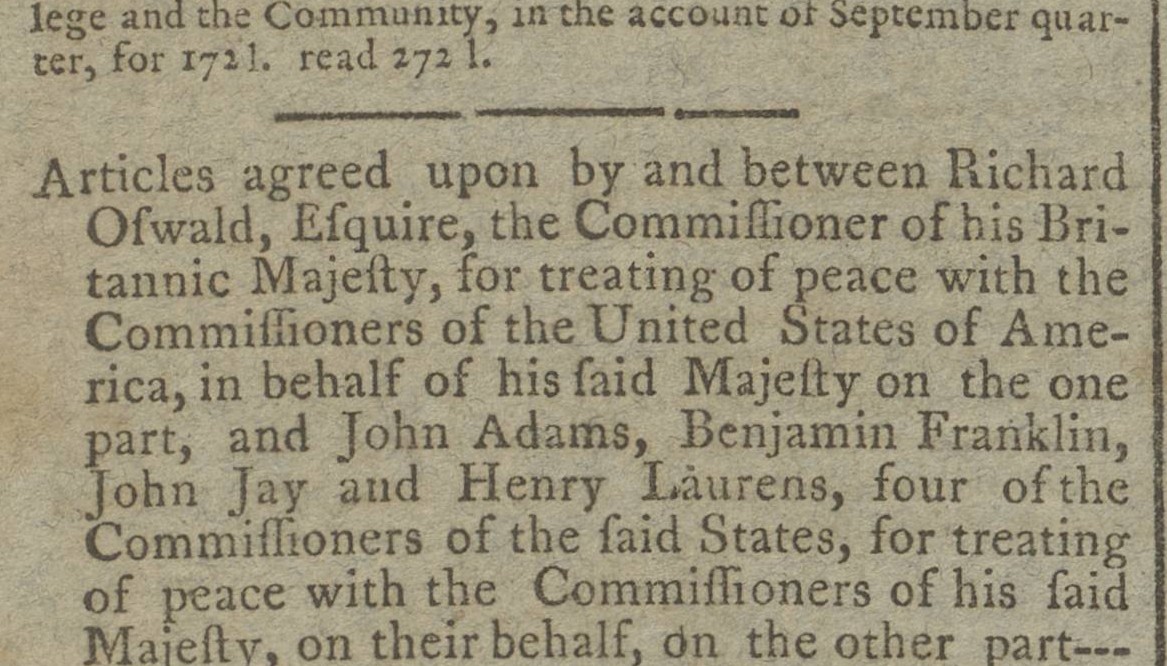 lege and the Community, in the account of September quar-
ter, for 172 l. read 272 l.
Articles agreed upon by and between Richard
Oſwald, Eſquire, the Commiſſioner of his Bri-
tannic Majeſty, for treating of peace with the
Commiſſioners of the United States of Ame-
rica, in behalf of his ſaid Majeſty on the one
part, and John Adams, Benjamin Franklin,
John Jay and Henry Laurens, four of the
Commiſſioners of the ſaid States, for treating
of peace with the Commiſſioners of his ſaid
Majeſty, on their behalf, on the other part---